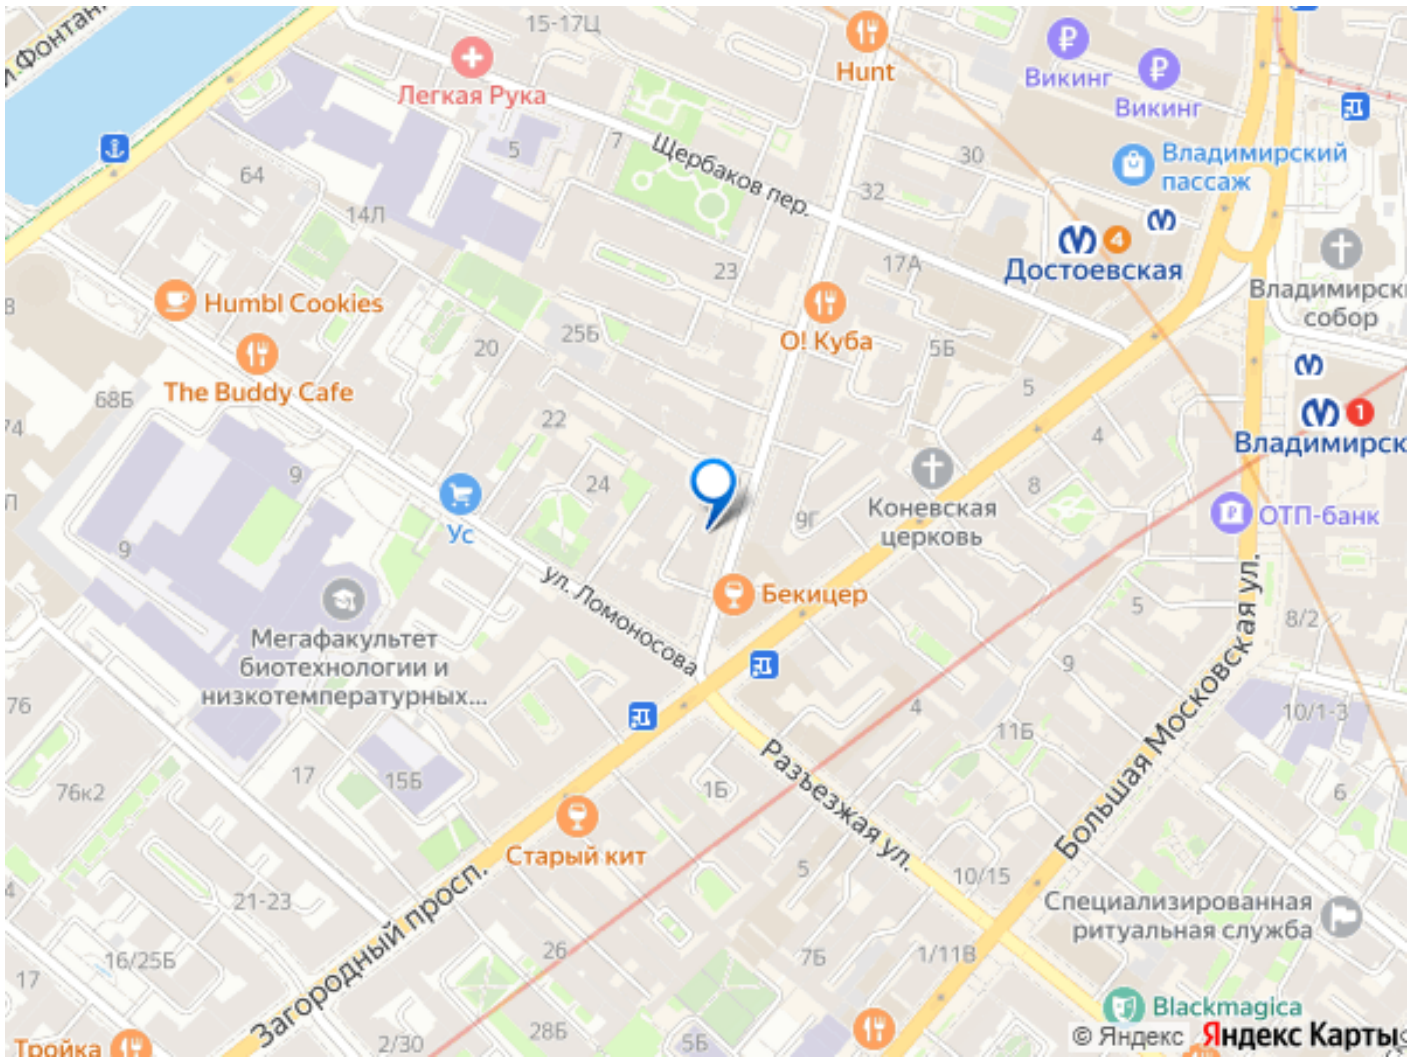 и Фонтан
15-17Ц
Легкая Рука
Hunt
Викинг
Викинг
5
7
Щербаков пер.
30
Владимирский
пассаж
64
14Л
32
4
Достоевская
23
17А
Владимирски
собор
Humbl Cookies
25Б
О! Куба
5Б
20
The Buddy Cafe
68Б
5
1
Владимирск
22
4
74
9
24
8
Ус
9Г
Коневская
церковь
ОТП-банк
9
ул. Ломоносова
Бекицер
5
8/2
Мегафакультет
биотехнологии и
низкотемпературных...
9
Большая Московская ул.
76
4
10/1-3
11Б
17
15Б
1Б
Разъезжая ул.
76к2
6
Старый кит
5
10/15
21-23
Загородный просп.
Специализированная
ритуальная служба
26
7Б
1/11В
16/25Б
17
Blackmagica
28Б
2/30
5Б
Тройка
© Яндекс Яндекс Карты